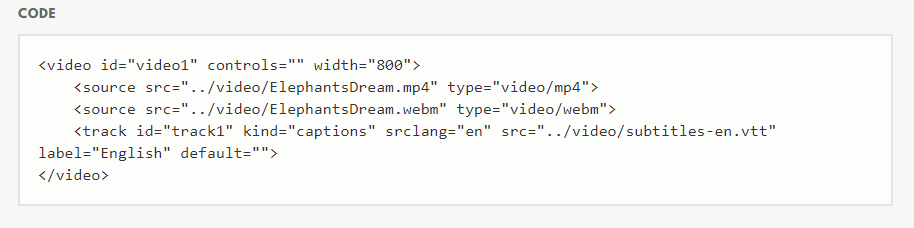 CODE
<video id="video1" controls="" width="800">
    <source src="../video/ElephantsDream.mp4" type="video/mp4">
    <source src="../video/ElephantsDream.webm" type="video/webm">
    <track id="track1" kind="captions" srclang="en" src="../video/subtitles-en.vtt"
label="English" default="">
</video>